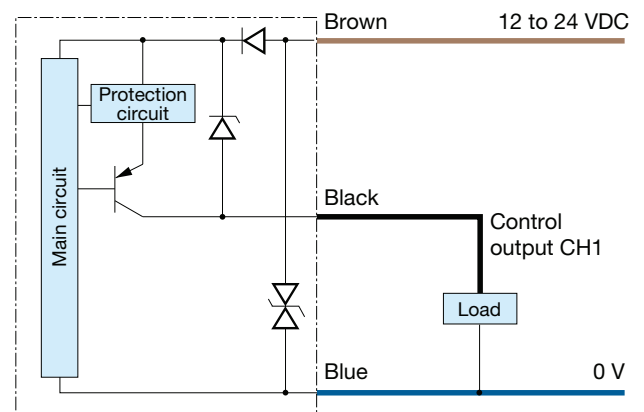 Brown 12 to 24 VDC
Protection
circuit
Main circuit
Black
Control
output CH1
Load
Blue 0 V